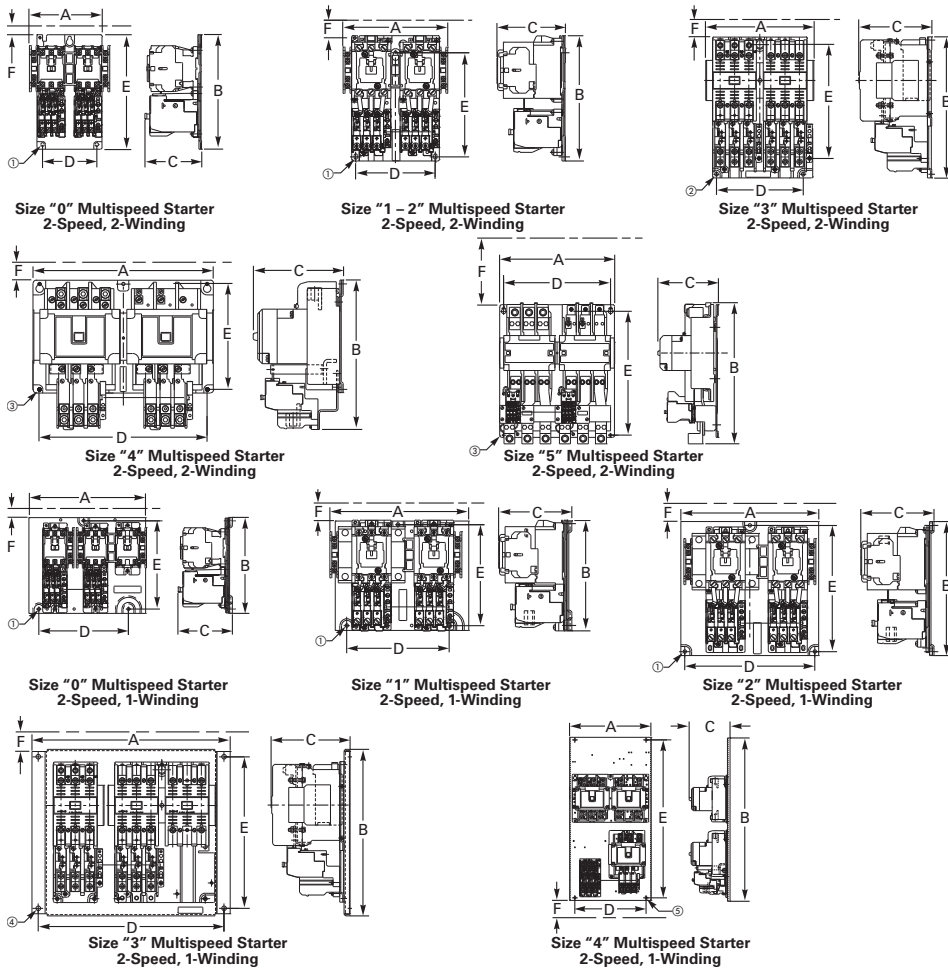 A
F
E
D
①
B
C
Size "0" Multispeed Starter
2-Speed, 2-Winding
F
A
E
D
①
C
B
Size "1 – 2" Multispeed Starter
2-Speed, 2-Winding
F
A
E
D
②
C
B
Size "3" Multispeed Starter
2-Speed, 2-Winding
F
A
E
D
③
C
B
Size "4" Multispeed Starter
2-Speed, 2-Winding
F
A
D
E
③
C
B
Size "5" Multispeed Starter
2-Speed, 2-Winding
A
F
E
D
①
B
C
Size "0" Multispeed Starter
2-Speed, 1-Winding
F
A
E
D
①
C
B
Size "1" Multispeed Starter
2-Speed, 1-Winding
F
A
E
D
①
C
B
Size "2" Multispeed Starter
2-Speed, 1-Winding
F
A
E
D
④
C
B
Size "3" Multispeed Starter
2-Speed, 1-Winding
A
E
F
D
⑤
C
B
Size "4" Multispeed Starter
2-Speed, 1-Winding